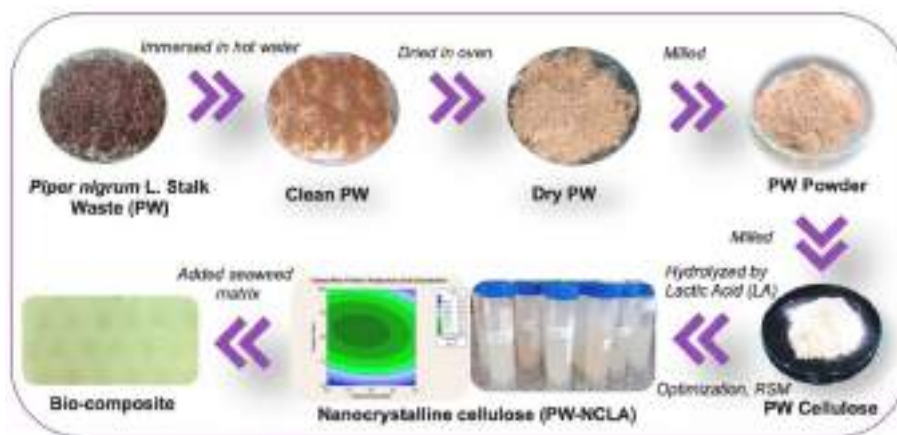 Immersed in hot water
Dried in oven
Milled
Piper nigrum L. Stalk
Waste (PW)
Clean PW
Dry PW
PW Powder
Milled
Added seaweed
matrix
Hydrolyzed by
Lactic Acid (LA)
Optimization, RSM
Bio-composite
Nanocrystalline cellulose (PW-NCLA)
PW Cellulose